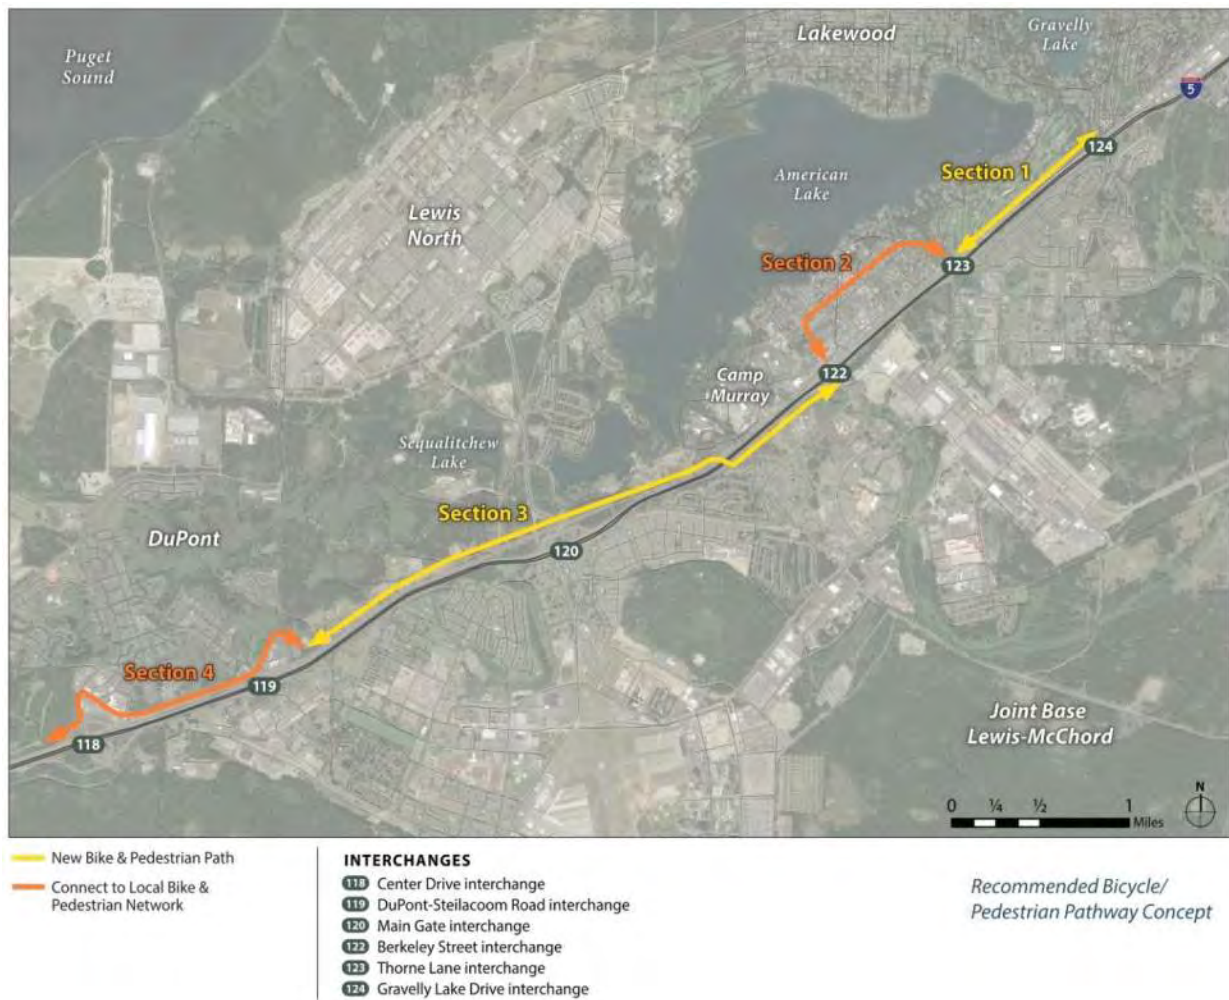 Puget
Sound
Lakewood
Gravelly
Lake
INTERSTATE
5
124
Section 1
American
Lake
Lewis
North
Section 2
123
122
Camp
Murray
Sequalitchew
Lake
Section 3
DuPont
120
Section 4
119
118
Joint Base
Lewis-McChord
N
0 ¼ ½ 1
Miles
New Bike & Pedestrian Path
Connect to Local Bike &
Pedestrian Network
INTERCHANGES
118 Center Drive interchange
119 DuPont-Steilacoom Road interchange
120 Main Gate interchange
122 Berkeley Street interchange
123 Thorne Lane interchange
124 Gravelly Lake Drive interchange
Recommended Bicycle/
Pedestrian Pathway Concept